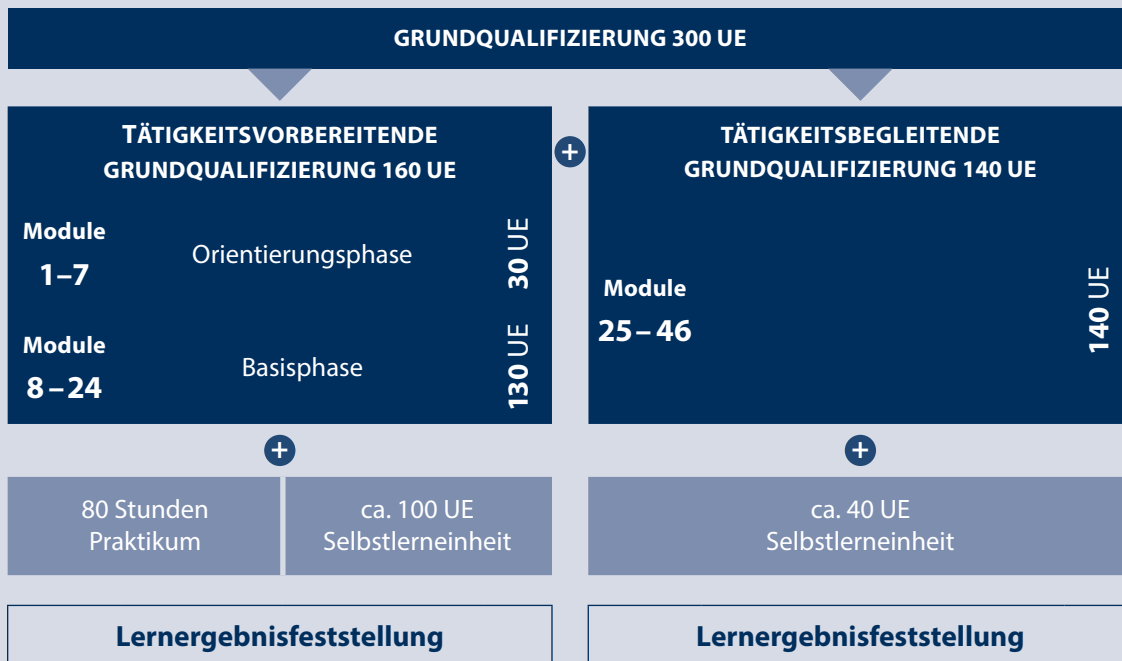 GRUNDQUALIFIZIERUNG 300 UE
TÄTIGKEITSVORBEREITENDE
GRUNDQUALIFIZIERUNG 160 UE
Module
1–7
Orientierungsphase
30 UE
Module
8–24
Basisphase
130 UE
+
TÄTIGKEITSBEGLEITENDE
GRUNDQUALIFIZIERUNG 140 UE
Module
25–46
140 UE
+
80 Stunden
Praktikum
ca. 100 UE
Selbstlerneinheit
+
ca. 40 UE
Selbstlerneinheit
Lernergebnisfeststellung
Lernergebnisfeststellung